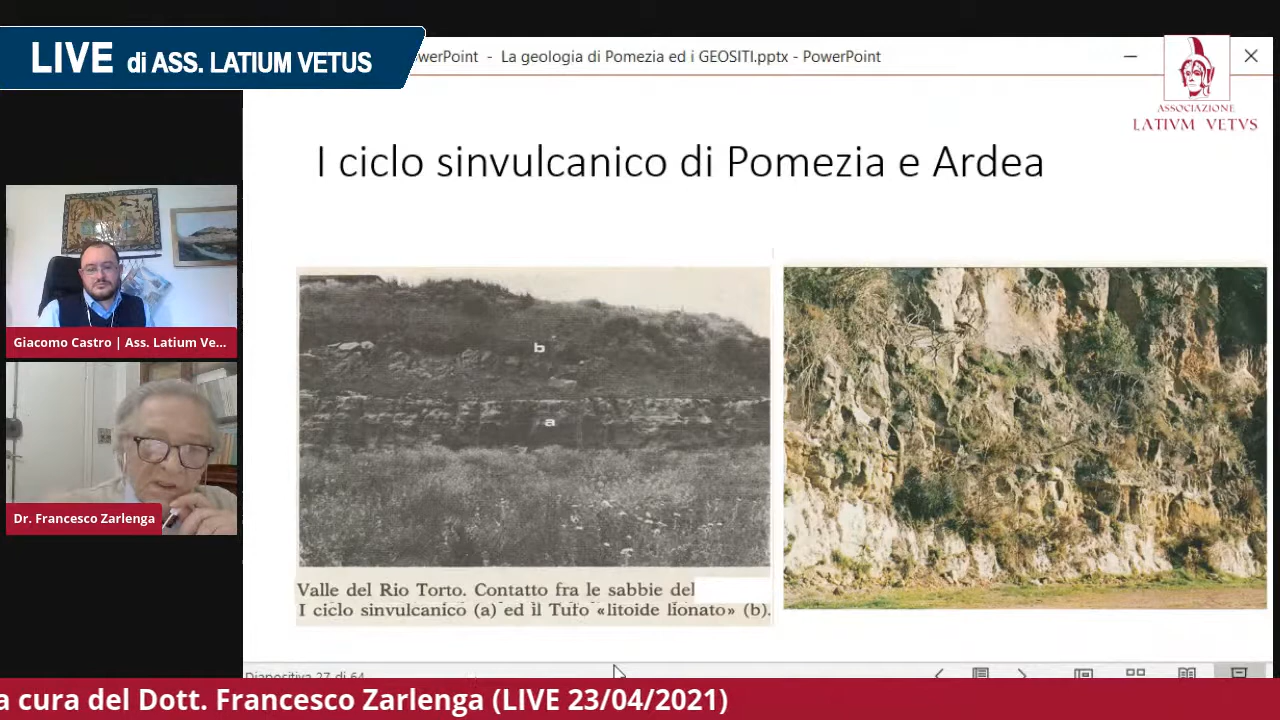 LIVE di ASS. LATIUM VETUS
owerPoint - La geologia di Pomezia ed i GEOSITI.pptx - PowerPoint
ASSOCIAZIONE
LATIVM VETVS
I ciclo sinvulcanico di Pomezia e Ardea
b
a
Giacomo Castro | Ass. Latium Ve...
Dr. Francesco Zarlenga
Valle del Rio Torto. Contatto fra le sabbie del
I ciclo sinvulcanico (a) ed il Tufo «litoide lionato» (b).
Diapositiva 27 di 64
a cura del Dott. Francesco Zarlenga (LIVE 23/04/2021)